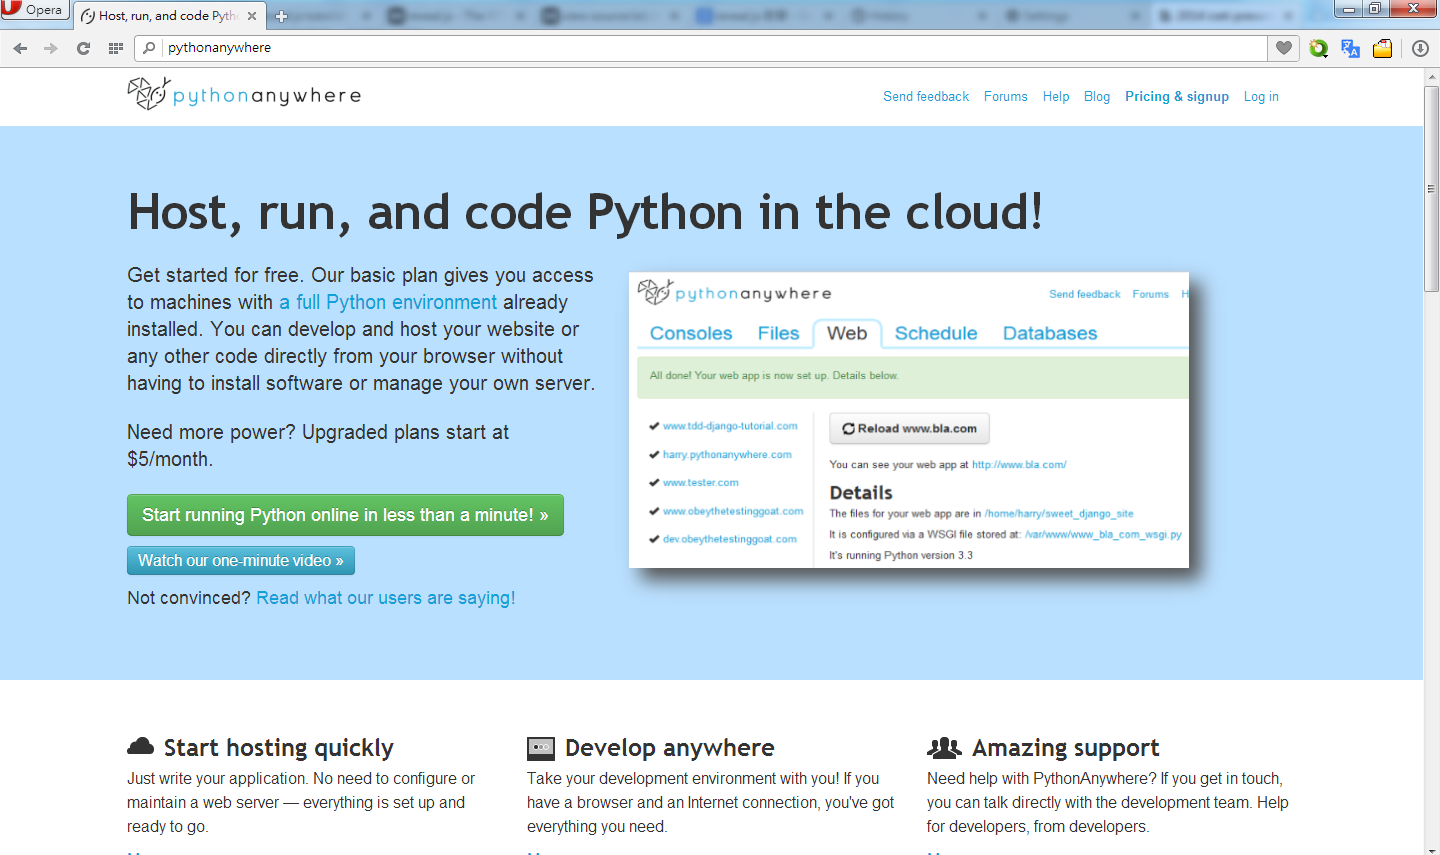 Opera
Host, run, and code Pyth
pythonanywhere
pythonanywhere
Send feedback Forums Help Blog Pricing & signup Log in
Host, run, and code Python in the cloud!
Get started for free. Our basic plan gives you access
to machines with a full Python environment already
installed. You can develop and host your website or
any other code directly from your browser without
having to install software or manage your own server.
Need more power? Upgraded plans start at
$5/month.
Start running Python online in less than a minute! »
Watch our one-minute video »
Not convinced? Read what our users are saying!
pythonanywhere
Send feedback Forums H
Consoles Files Web Schedule Databases
All done! Your web app is now set up. Details below.
www.tdd-django-tutorial.com
harry.pythonanywhere.com
www.tester.com
www.obeythetestinggoat.com
dev.obeythetestinggoat.com
Reload www.bla.com
You can see your web app at http://www.bla.com/
Details
The files for your web app are in /home/harry/sweet_django_site
It is configured via a WSGI file stored at: /var/www/www_bla_com_wsgi.py
It's running Python version 3.3
Start hosting quickly
Just write your application. No need to configure or
maintain a web server — everything is set up and
ready to go.
Develop anywhere
Take your development environment with you! If you
have a browser and an Internet connection, you've got
everything you need.
Amazing support
Need help with PythonAnywhere? If you get in touch,
you can talk directly with the development team. Help
for developers, from developers.